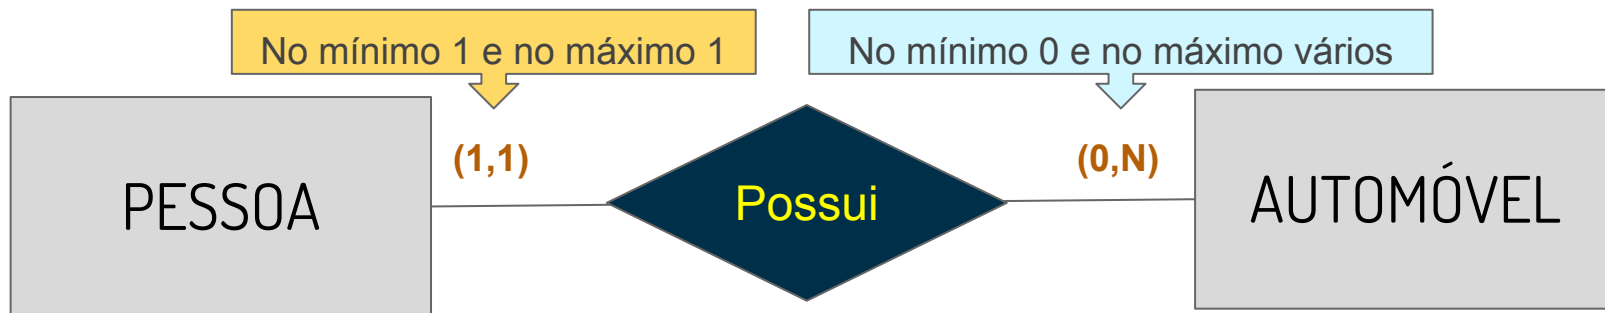 No mínimo 1 e no máximo 1
No mínimo 0 e no máximo vários
(1,1)
(0,N)
PESSOA
Possui
AUTOMÓVEL